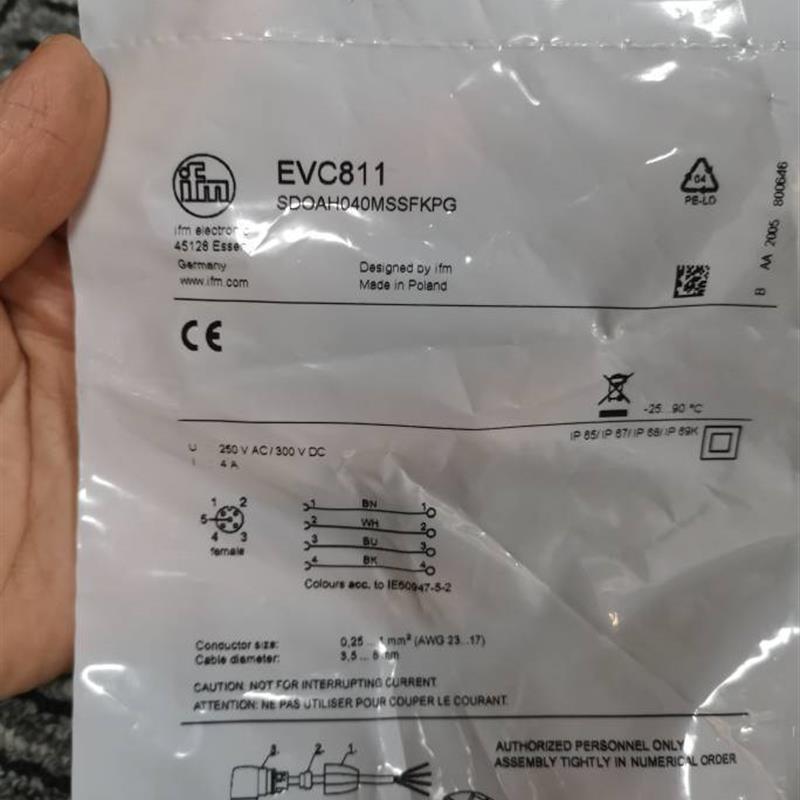 ifm
EVC811
SDOAH040MSSFKPG
04
PE-LD
ifm electronic
45128 Essen
Germany
www.ifm.com
Designed by ifm
Made in Poland
B AA 2005 800646
CE
-25...90 °C
IP 65/IP 67/IP 68/IP 69K
U 250 V AC / 300 V DC
I 4 A
1 2
5
4 3
female
1 BN 1
2 WH 2
3 BU 3
4 BK 4
Colours acc. to IE60947-5-2
Conductor size: 0,25 ... 1 mm² (AWG 23...17)
Cable diameter: 3,5 ... 6 mm
CAUTION: NOT FOR INTERRUPTING CURRENT.
ATTENTION: NE PAS UTILISER POUR COUPER LE COURANT.
3. 2. 1.
AUTHORIZED PERSONNEL ONLY
ASSEMBLY TIGHTLY IN NUMERICAL ORDER